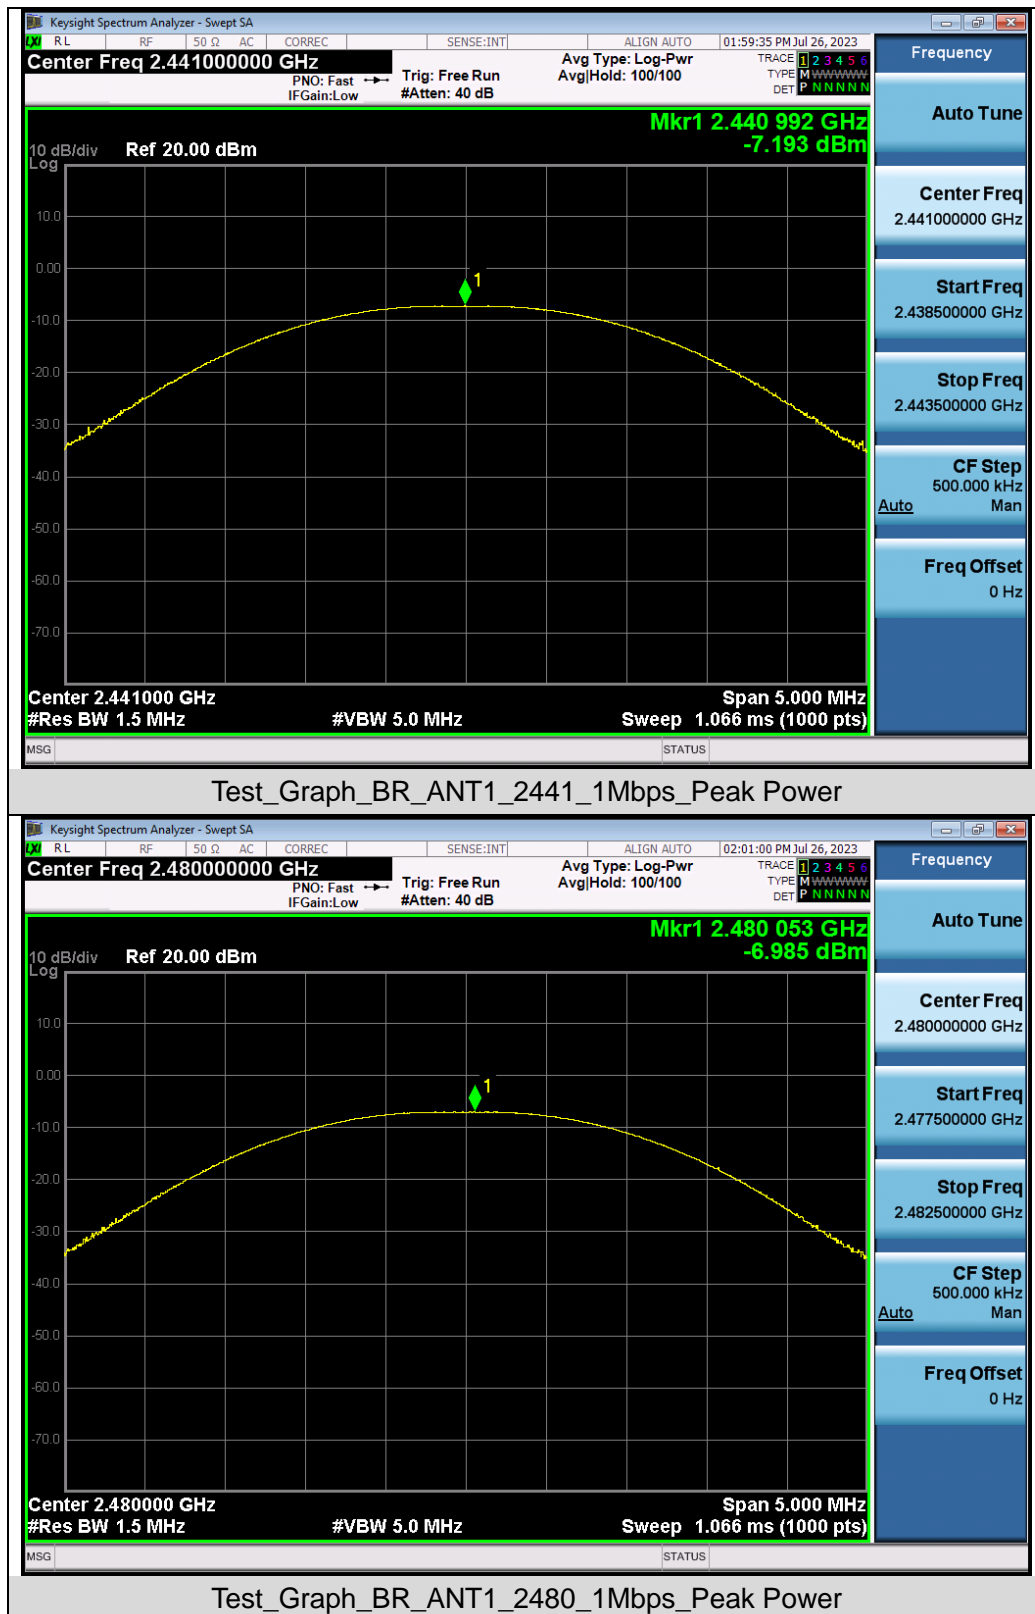 Keysight Spectrum Analyzer - Swept SA
LXI RL RF 50 Ω AC CORREC SENSE:INT ALIGN AUTO 01:59:35 PM Jul 26, 2023
Center Freq 2.441000000 GHz
PNO: Fast
IFGain:Low
Trig: Free Run
#Atten: 40 dB
Avg Type: Log-Pwr
Avg|Hold: 100/100
TRACE 1 2 3 4 5 6
TYPE M WWWWW
DET P N N N N N
Mkr1 2.440 992 GHz
-7.193 dBm
10 dB/div Ref 20.00 dBm
Log
10.0
0.00
-10.0
-20.0
-30.0
-40.0
-50.0
-60.0
-70.0
1
Center 2.441000 GHz Span 5.000 MHz
#Res BW 1.5 MHz #VBW 5.0 MHz Sweep 1.066 ms (1000 pts)
MSG STATUS
Frequency
Auto Tune
Center Freq
2.441000000 GHz
Start Freq
2.438500000 GHz
Stop Freq
2.443500000 GHz
CF Step
500.000 kHz
Auto Man
Freq Offset
0 Hz
Test_Graph_BR_ANT1_2441_1Mbps_Peak Power
Keysight Spectrum Analyzer - Swept SA
LXI RL RF 50 Ω AC CORREC SENSE:INT ALIGN AUTO 02:01:00 PM Jul 26, 2023
Center Freq 2.480000000 GHz
PNO: Fast
IFGain:Low
Trig: Free Run
#Atten: 40 dB
Avg Type: Log-Pwr
Avg|Hold: 100/100
TRACE 1 2 3 4 5 6
TYPE M WWWWW
DET P N N N N N
Mkr1 2.480 053 GHz
-6.985 dBm
10 dB/div Ref 20.00 dBm
Log
10.0
0.00
-10.0
-20.0
-30.0
-40.0
-50.0
-60.0
-70.0
1
Center 2.480000 GHz Span 5.000 MHz
#Res BW 1.5 MHz #VBW 5.0 MHz Sweep 1.066 ms (1000 pts)
MSG STATUS
Frequency
Auto Tune
Center Freq
2.480000000 GHz
Start Freq
2.477500000 GHz
Stop Freq
2.482500000 GHz
CF Step
500.000 kHz
Auto Man
Freq Offset
0 Hz
Test_Graph_BR_ANT1_2480_1Mbps_Peak Power